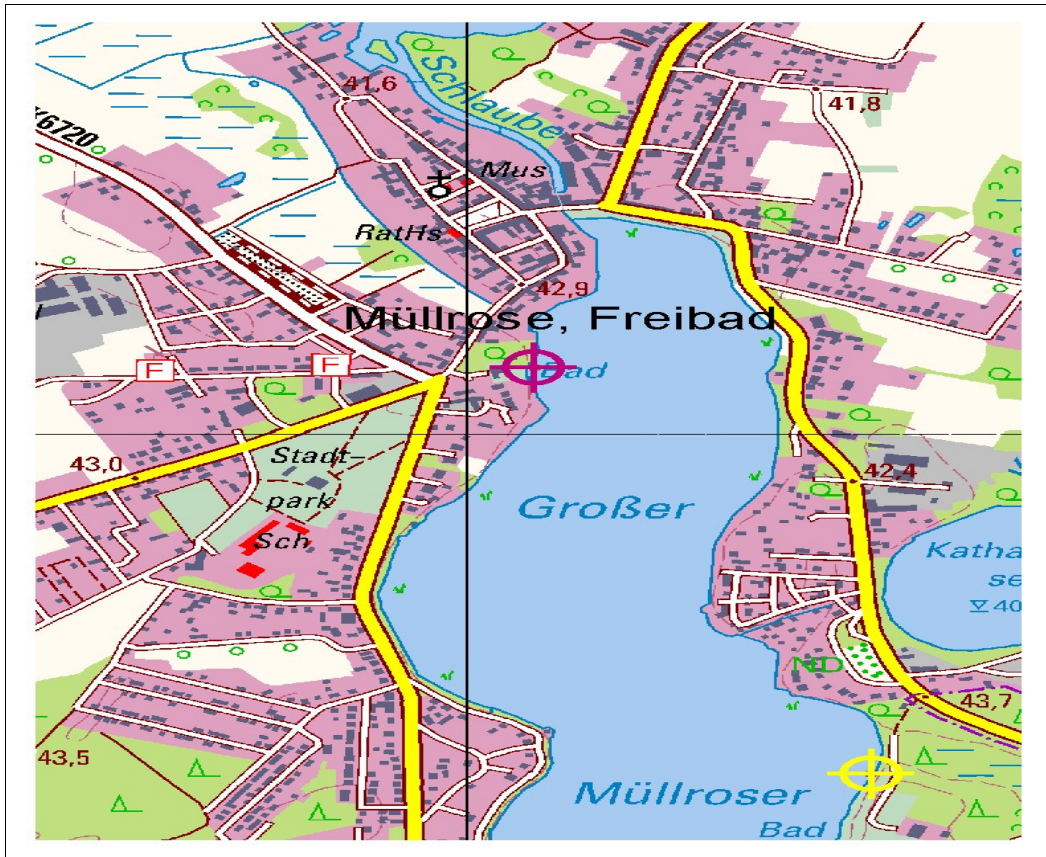 41,6
Schlaube
41,8
/6720
Mus
RatHs
42,9
Müllrose, Freibad
F
F
Bad
43,0
Stadt-
park
Sch
Großer
42,4
Katha
se
40
ND
43,7
43,5
Müllroser
Bad